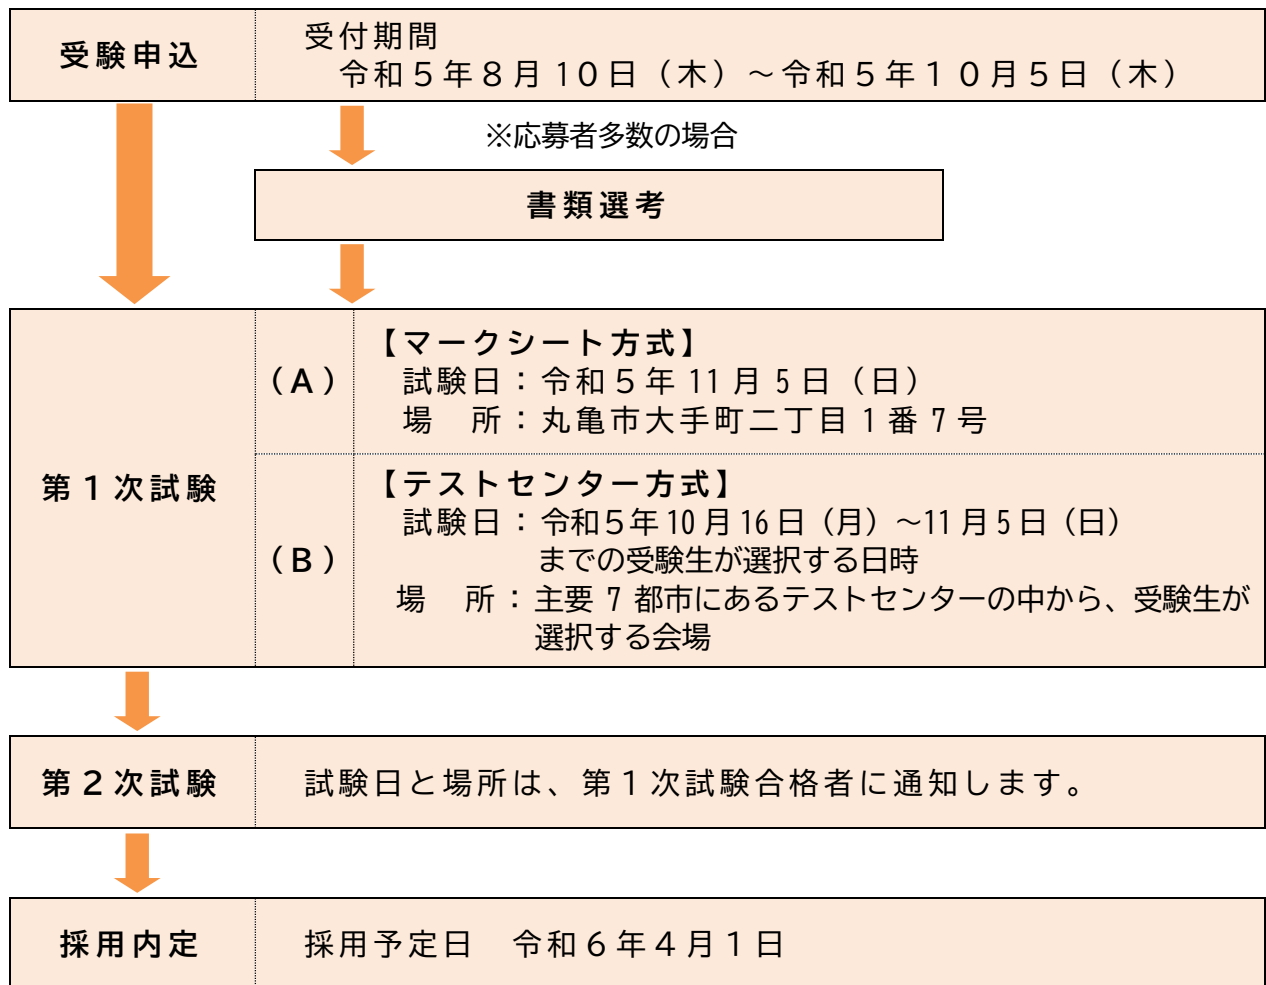 受験申込
受付期間
令和５年８月10日（木）～令和５年１０月５日（木）
※応募者多数の場合
書類選考
第１次試験
（Ａ）
【マークシート方式】
試験日：令和５年11月5日（日）
場　所：丸亀市大手町二丁目1番7号
（Ｂ）
【テストセンター方式】
試験日：令和５年10月16日（月）～11月5日（日）
までの受験生が選択する日時
場　所：主要7都市にあるテストセンターの中から、受験生が
選択する会場
第２次試験
試験日と場所は、第１次試験合格者に通知します。
採用内定
採用予定日　令和６年４月１日